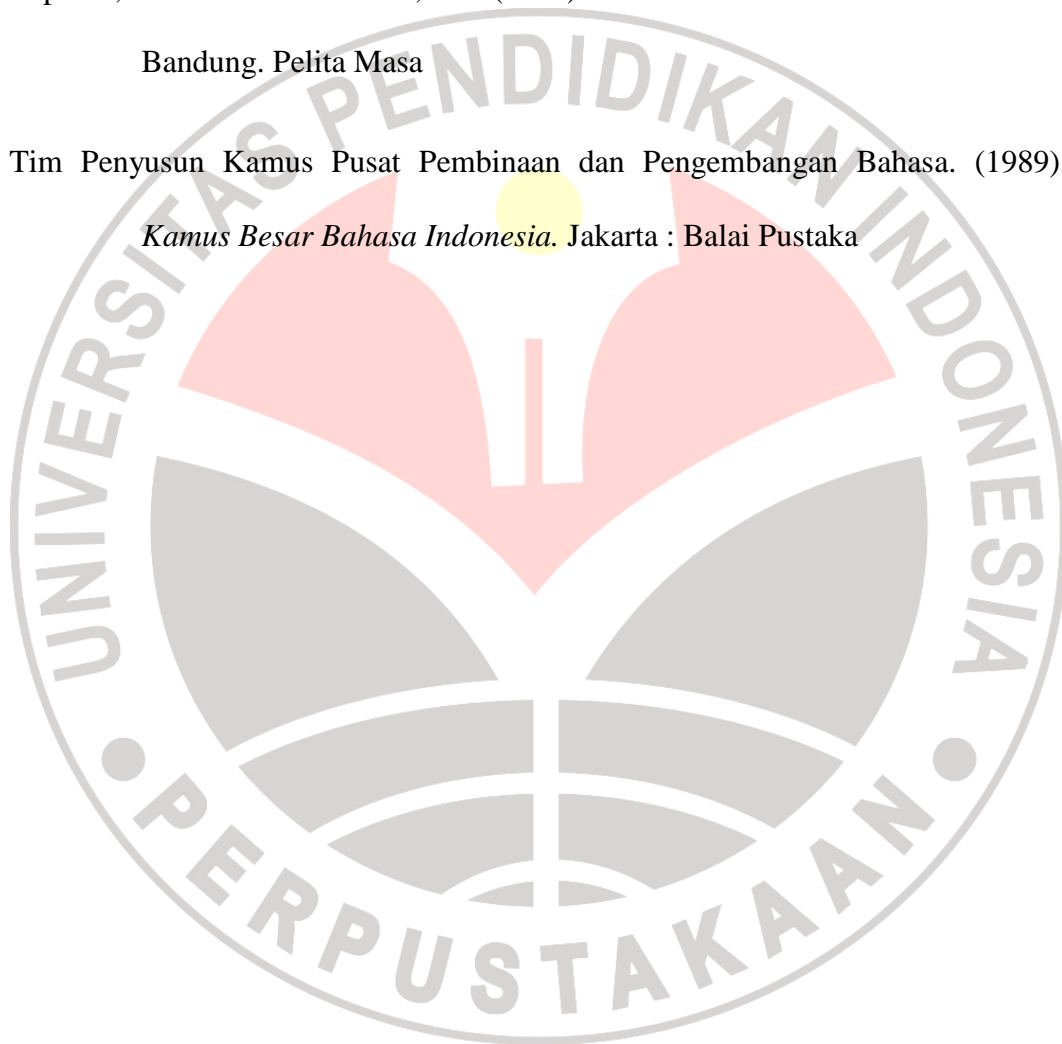 Bandung. Pelita Masa
Tim Penyusun Kamus Pusat Pembinaan dan Pengembangan Bahasa. (1989).
Kamus Besar Bahasa Indonesia. Jakarta : Balai Pustaka
UNIVERSITAS PENDIDIKAN INDONESIA
PERPUSTAKAAN